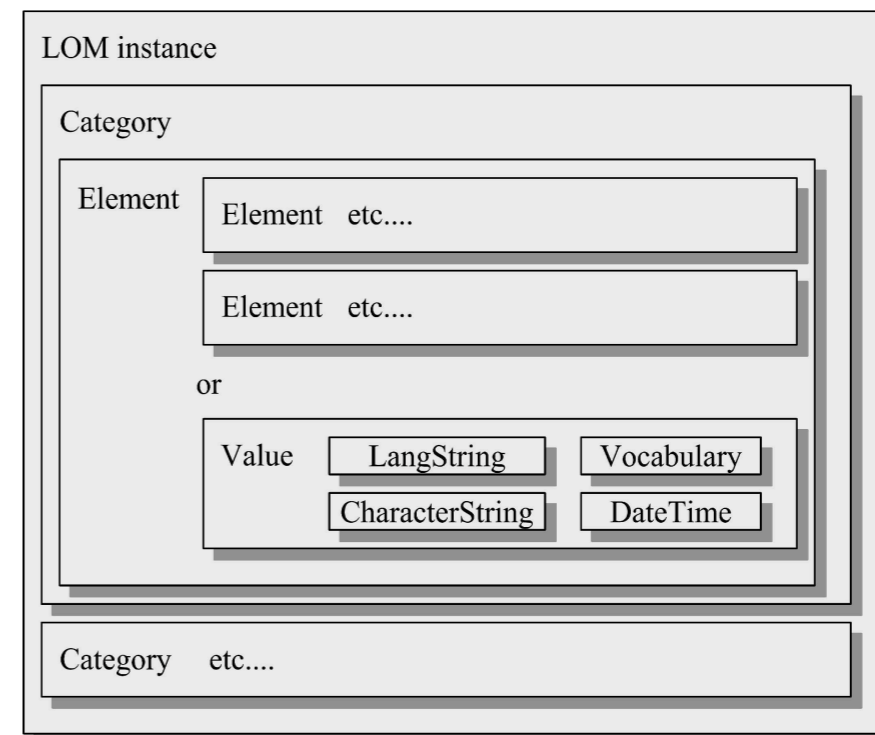 LOM instance
Category
Element
Element etc....
Element etc....
or
Value LangString Vocabulary
CharacterString DateTime
Category etc....